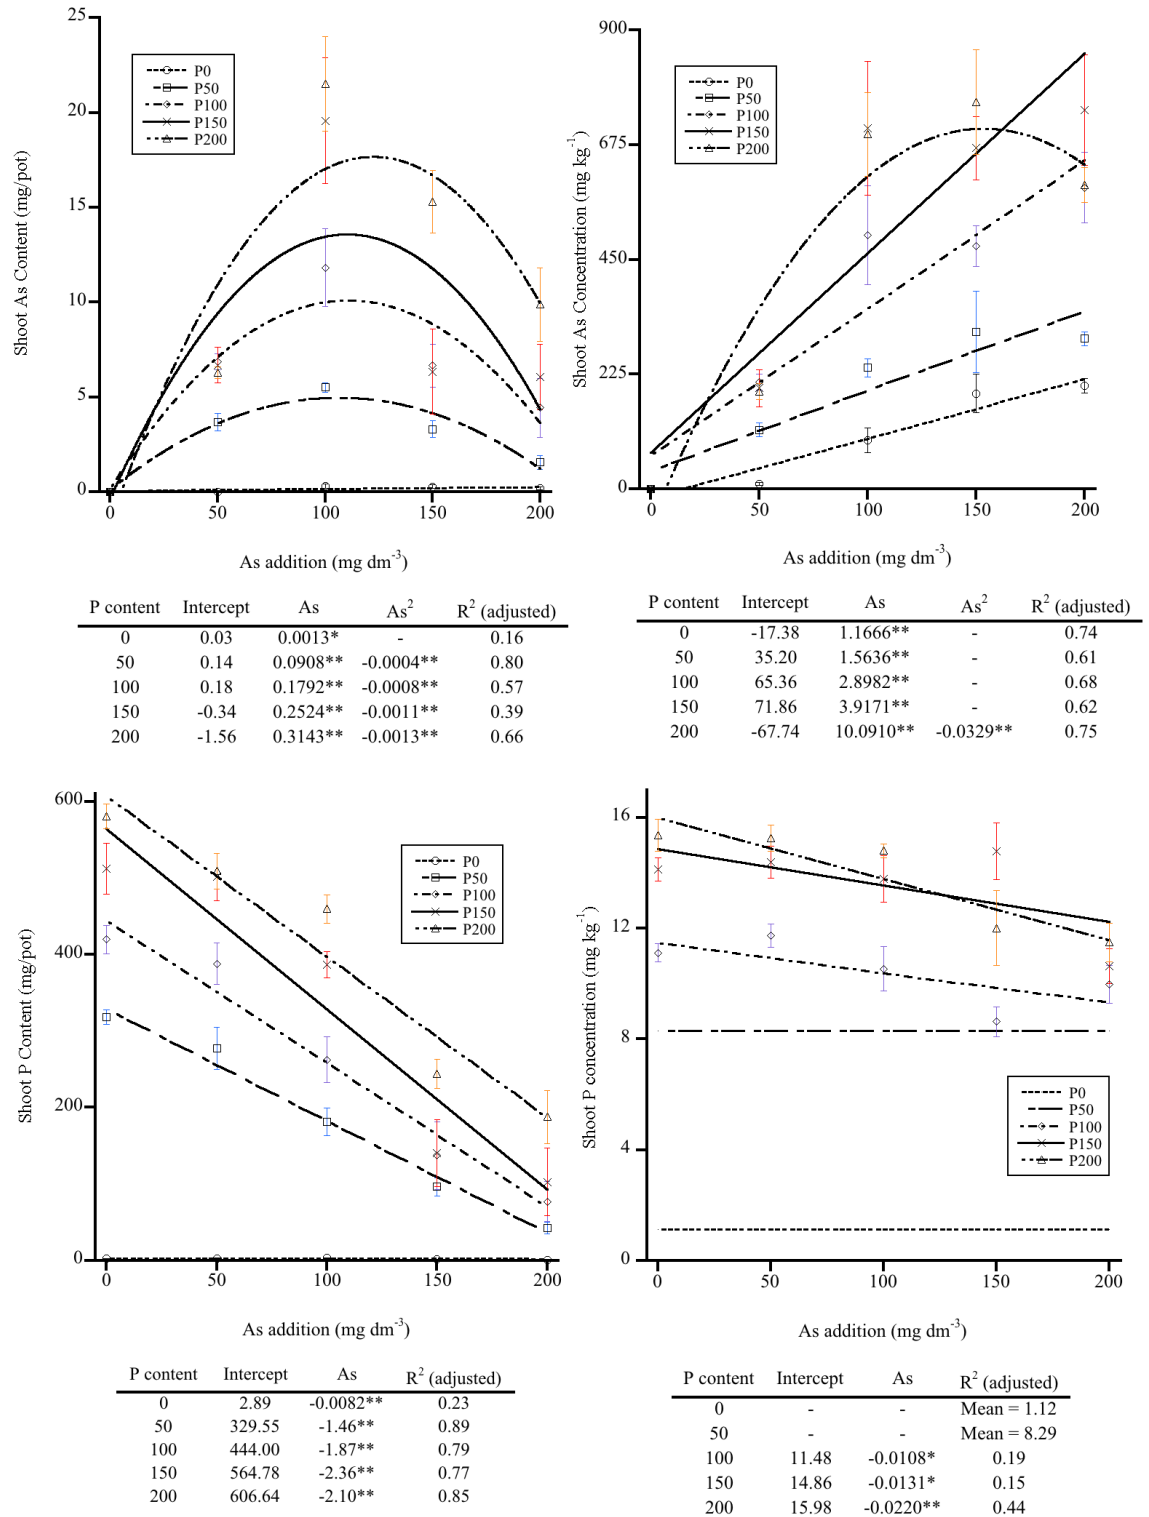 25
20
15
10
5
0
0 50 100 150 200
Shoot As Content (mg/pot)
As addition (mg dm-3)
P0
P50
P100
P150
P200
P content Intercept As As2 R2 (adjusted)
0 0.03 0.0013* - 0.16
50 0.14 0.0908** -0.0004** 0.80
100 0.18 0.1792** -0.0008** 0.57
150 -0.34 0.2524** -0.0011** 0.39
200 -1.56 0.3143** -0.0013** 0.66
900
675
450
225
0
0 50 100 150 200
Shoot As Concentration (mg kg-1)
As addition (mg dm-3)
P0
P50
P100
P150
P200
P content Intercept As As2 R2 (adjusted)
0 -17.38 1.1666** - 0.74
50 35.20 1.5636** - 0.61
100 65.36 2.8982** - 0.68
150 71.86 3.9171** - 0.62
200 -67.74 10.0910** -0.0329** 0.75
600
400
200
0
0 50 100 150 200
Shoot P Content (mg/pot)
As addition (mg dm-3)
P0
P50
P100
P150
P200
P content Intercept As R2 (adjusted)
0 2.89 -0.0082** 0.23
50 329.55 -1.46** 0.89
100 444.00 -1.87** 0.79
150 564.78 -2.36** 0.77
200 606.64 -2.10** 0.85
16
12
8
4
0
0 50 100 150 200
Shoot P concentration (mg kg-1)
As addition (mg dm-3)
P0
P50
P100
P150
P200
P content Intercept As R2 (adjusted)
0 - - Mean = 1.12
50 - - Mean = 8.29
100 11.48 -0.0108* 0.19
150 14.86 -0.0131* 0.15
200 15.98 -0.0220** 0.44